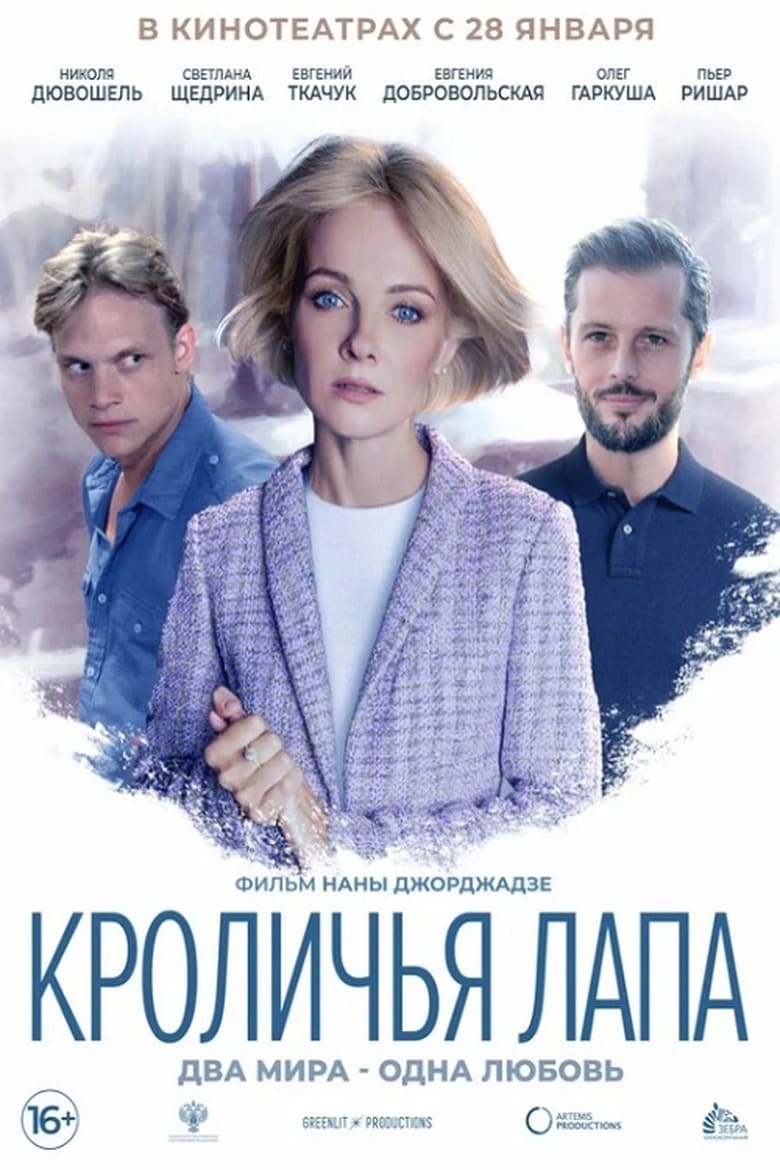 В КИНОТЕАТРАХ С 28 ЯНВАРЯ
НИКОЛЯ ДЮВОШЕЛЬ
СВЕТЛАНА ЩЕДРИНА
ЕВГЕНИЙ ТКАЧУК
ЕВГЕНИЯ ДОБРОВОЛЬСКАЯ
ОЛЕГ ГАРКУША
ПЬЕР РИШАР
ФИЛЬМ НАНЫ ДЖОРДЖАДЗЕ
КРОЛИЧЬЯ ЛАПА
ДВА МИРА - ОДНА ЛЮБОВЬ
16+
GREENLIT PRODUCTIONS
ARTEMIS
PRODUCTIONS
ЗЕБРА
КИНОКОМПАНИЯ